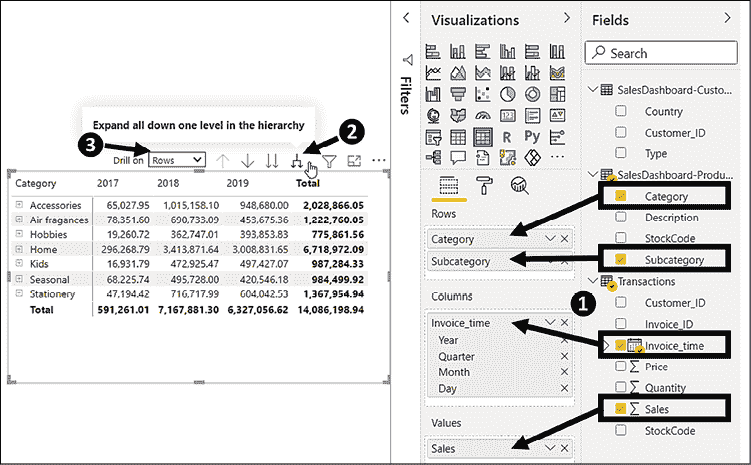 Visualizations
Fields
Filters
Search
Expand all down one level in the hierarchy
3
2
Drill on Rows
Category 2017 2018 2019 Total
Accessories 65,027.95 1,015,158.10 948,680.00 2,028,866.05
Air fragances 78,351.60 690,733.09 453,675.36 1,222,760.05
Hobbies 19,260.72 362,747.01 393,853.83 775,861.56
Home 296,268.79 3,413,871.64 3,008,831.65 6,718,972.09
Kids 16,931.79 472,925.47 497,427.07 987,284.33
Seasonal 68,225.74 495,728.00 420,546.18 984,499.92
Stationery 47,194.42 716,717.99 604,042.53 1,367,954.94
Total 591,261.01 7,167,881.30 6,327,056.62 14,086,198.94
R Py
Rows
Category
Subcategory
Columns
1
Invoice_time
Year
Quarter
Month
Day
Values
Sales
SalesDashboard-Custo...
Country
Customer_ID
Type
SalesDashboard-Produ...
Category
Description
StockCode
Subcategory
Transactions
Customer_ID
Invoice_ID
Invoice_time
Price
Quantity
Sales
StockCode